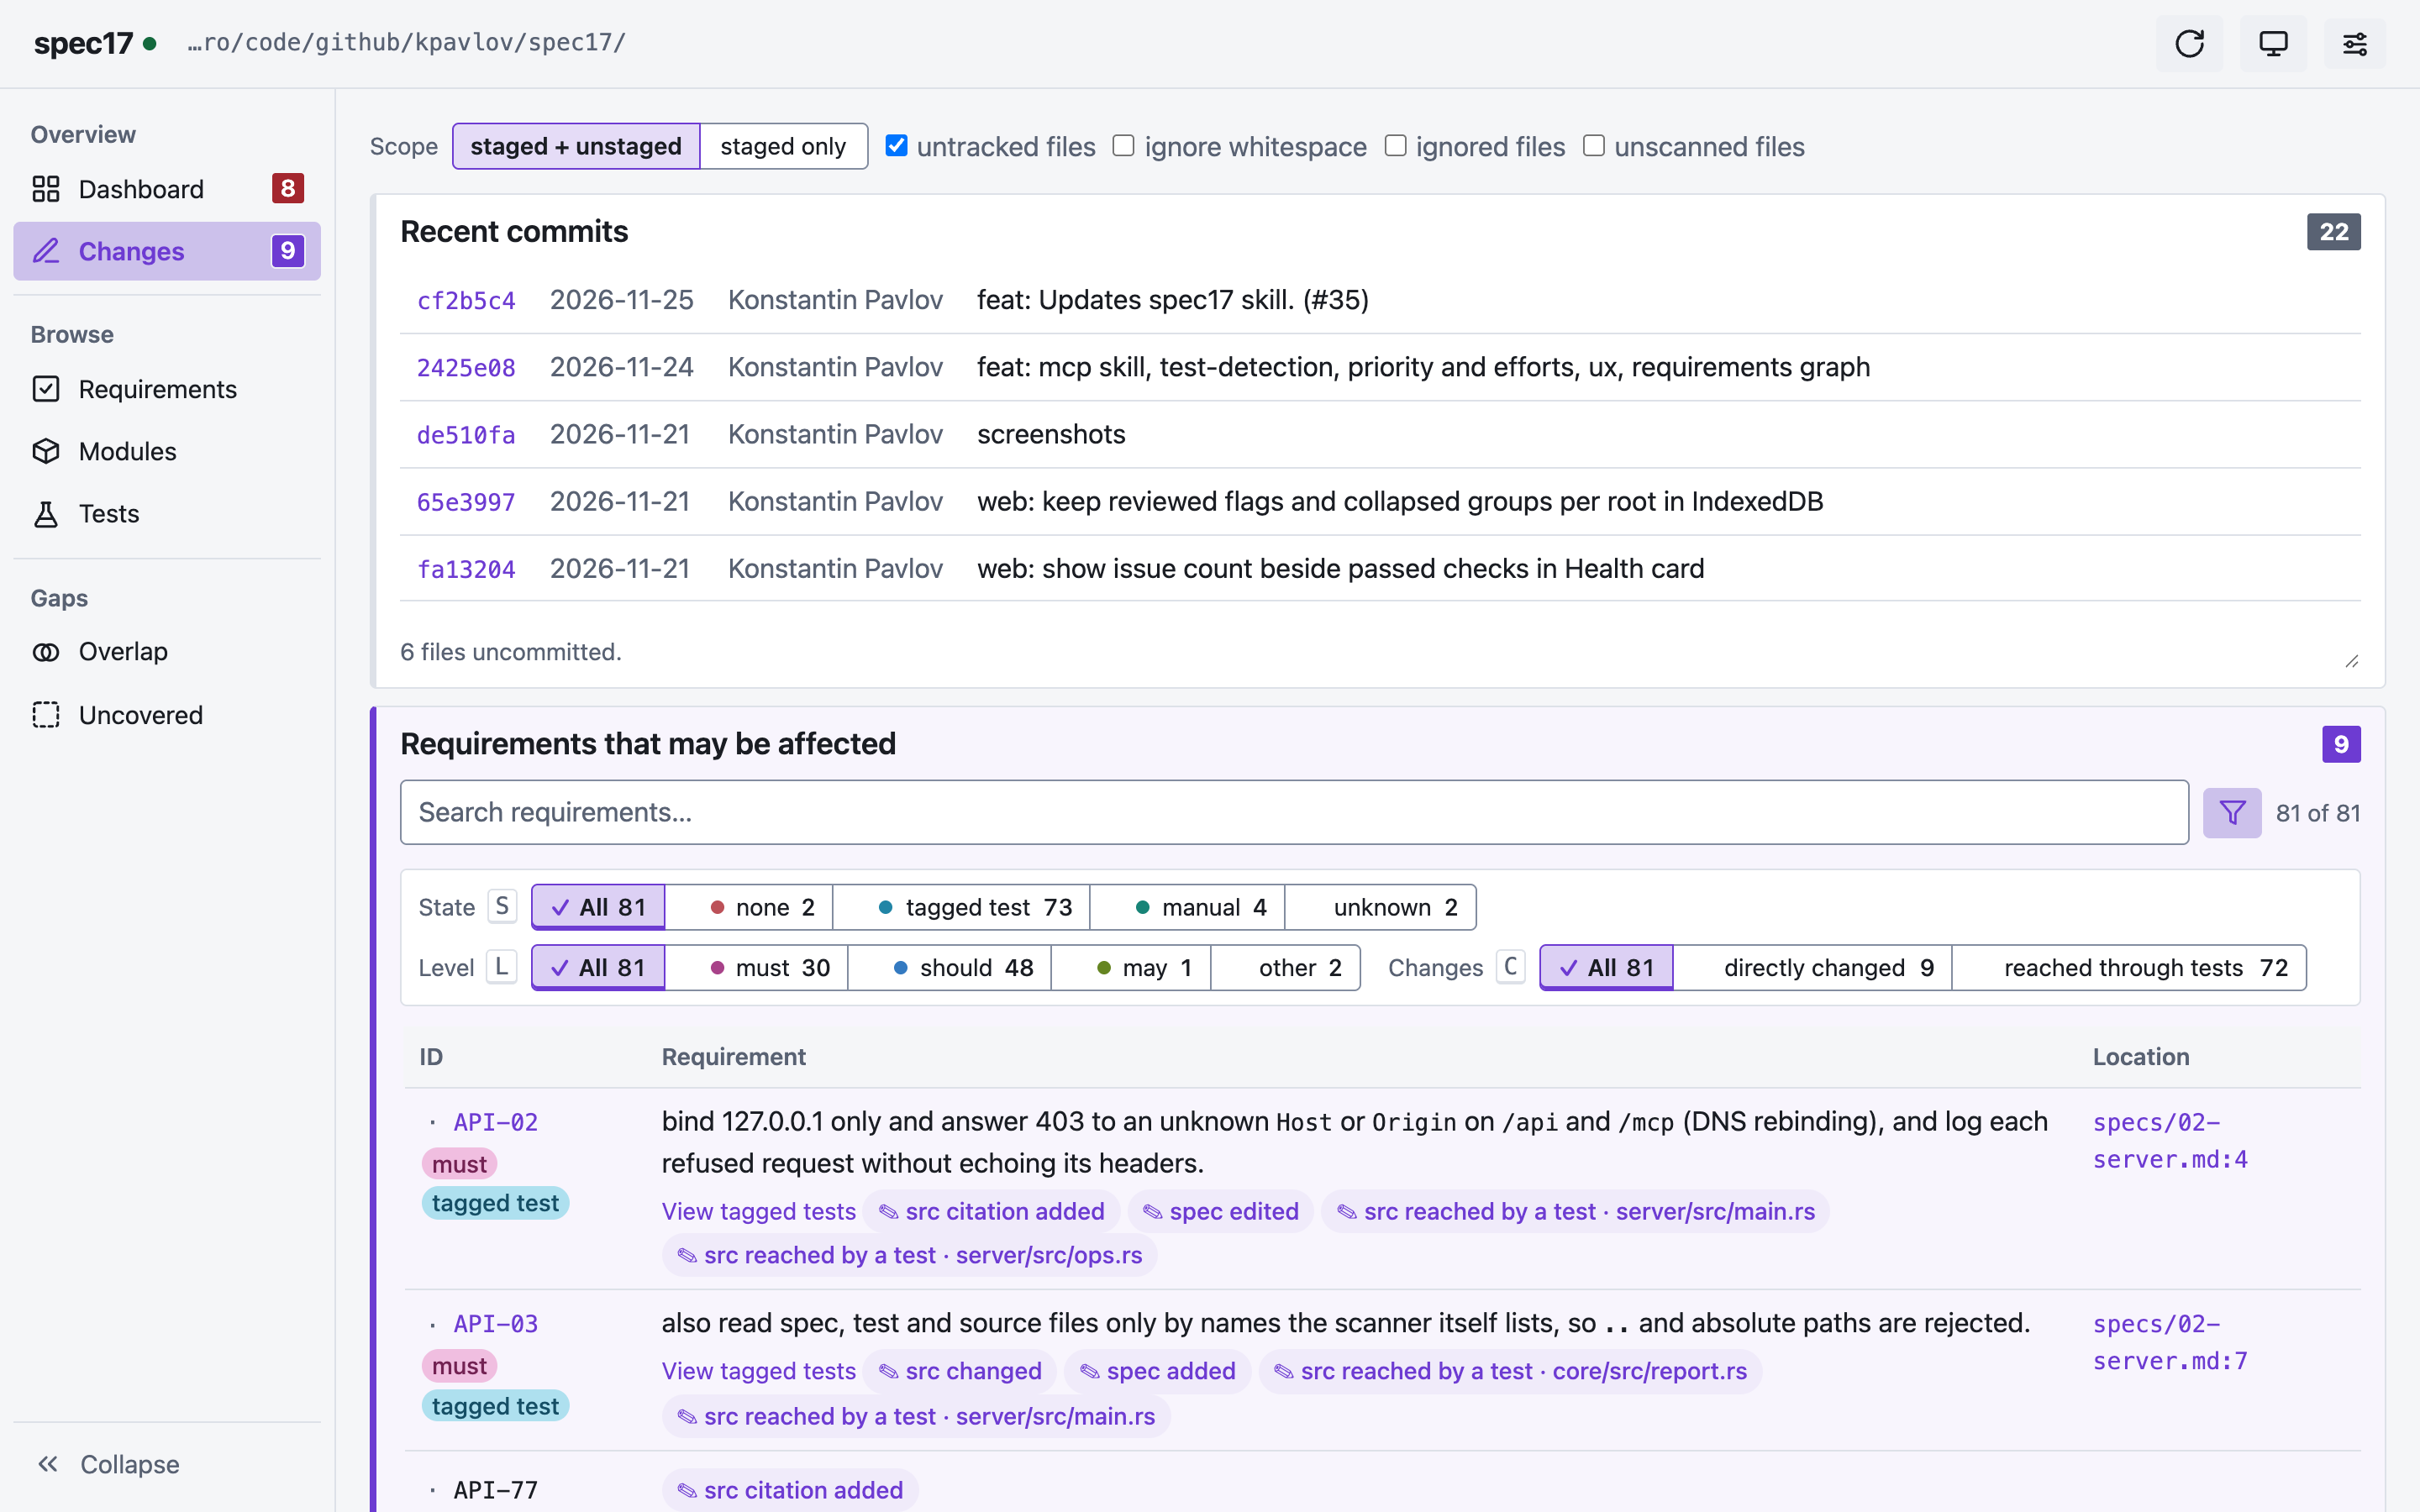 spec17 …ro/code/github/kpavlov/spec17/
Overview
Dashboard 8
Changes 9
Browse
Requirements
Modules
Tests
Gaps
Overlap
Uncovered
Collapse
Scope staged + unstaged staged only untracked files ignore whitespace ignored files unscanned files
Recent commits 22
cf2b5c4 2026-11-25 Konstantin Pavlov feat: Updates spec17 skill. (#35)
2425e08 2026-11-24 Konstantin Pavlov feat: mcp skill, test-detection, priority and efforts, ux, requirements graph
de510fa 2026-11-21 Konstantin Pavlov screenshots
65e3997 2026-11-21 Konstantin Pavlov web: keep reviewed flags and collapsed groups per root in IndexedDB
fa13204 2026-11-21 Konstantin Pavlov web: show issue count beside passed checks in Health card
6 files uncommitted.
Requirements that may be affected 9
Search requirements... 81 of 81
State S All 81 none 2 tagged test 73 manual 4 unknown 2
Level L All 81 must 30 should 48 may 1 other 2 Changes C All 81 directly changed 9 reached through tests 72
ID Requirement Location
· API-02 bind 127.0.0.1 only and answer 403 to an unknown Host or Origin on /api and /mcp (DNS rebinding), and log each specs/02-
must refused request without echoing its headers. server.md:4
tagged test View tagged tests ✎ src citation added ✎ spec edited ✎ src reached by a test · server/src/main.rs
✎ src reached by a test · server/src/ops.rs
· API-03 also read spec, test and source files only by names the scanner itself lists, so .. and absolute paths are rejected. specs/02-
must View tagged tests ✎ src changed ✎ spec added ✎ src reached by a test · core/src/report.rs server.md:7
tagged test ✎ src reached by a test · server/src/main.rs
· API-77 ✎ src citation added